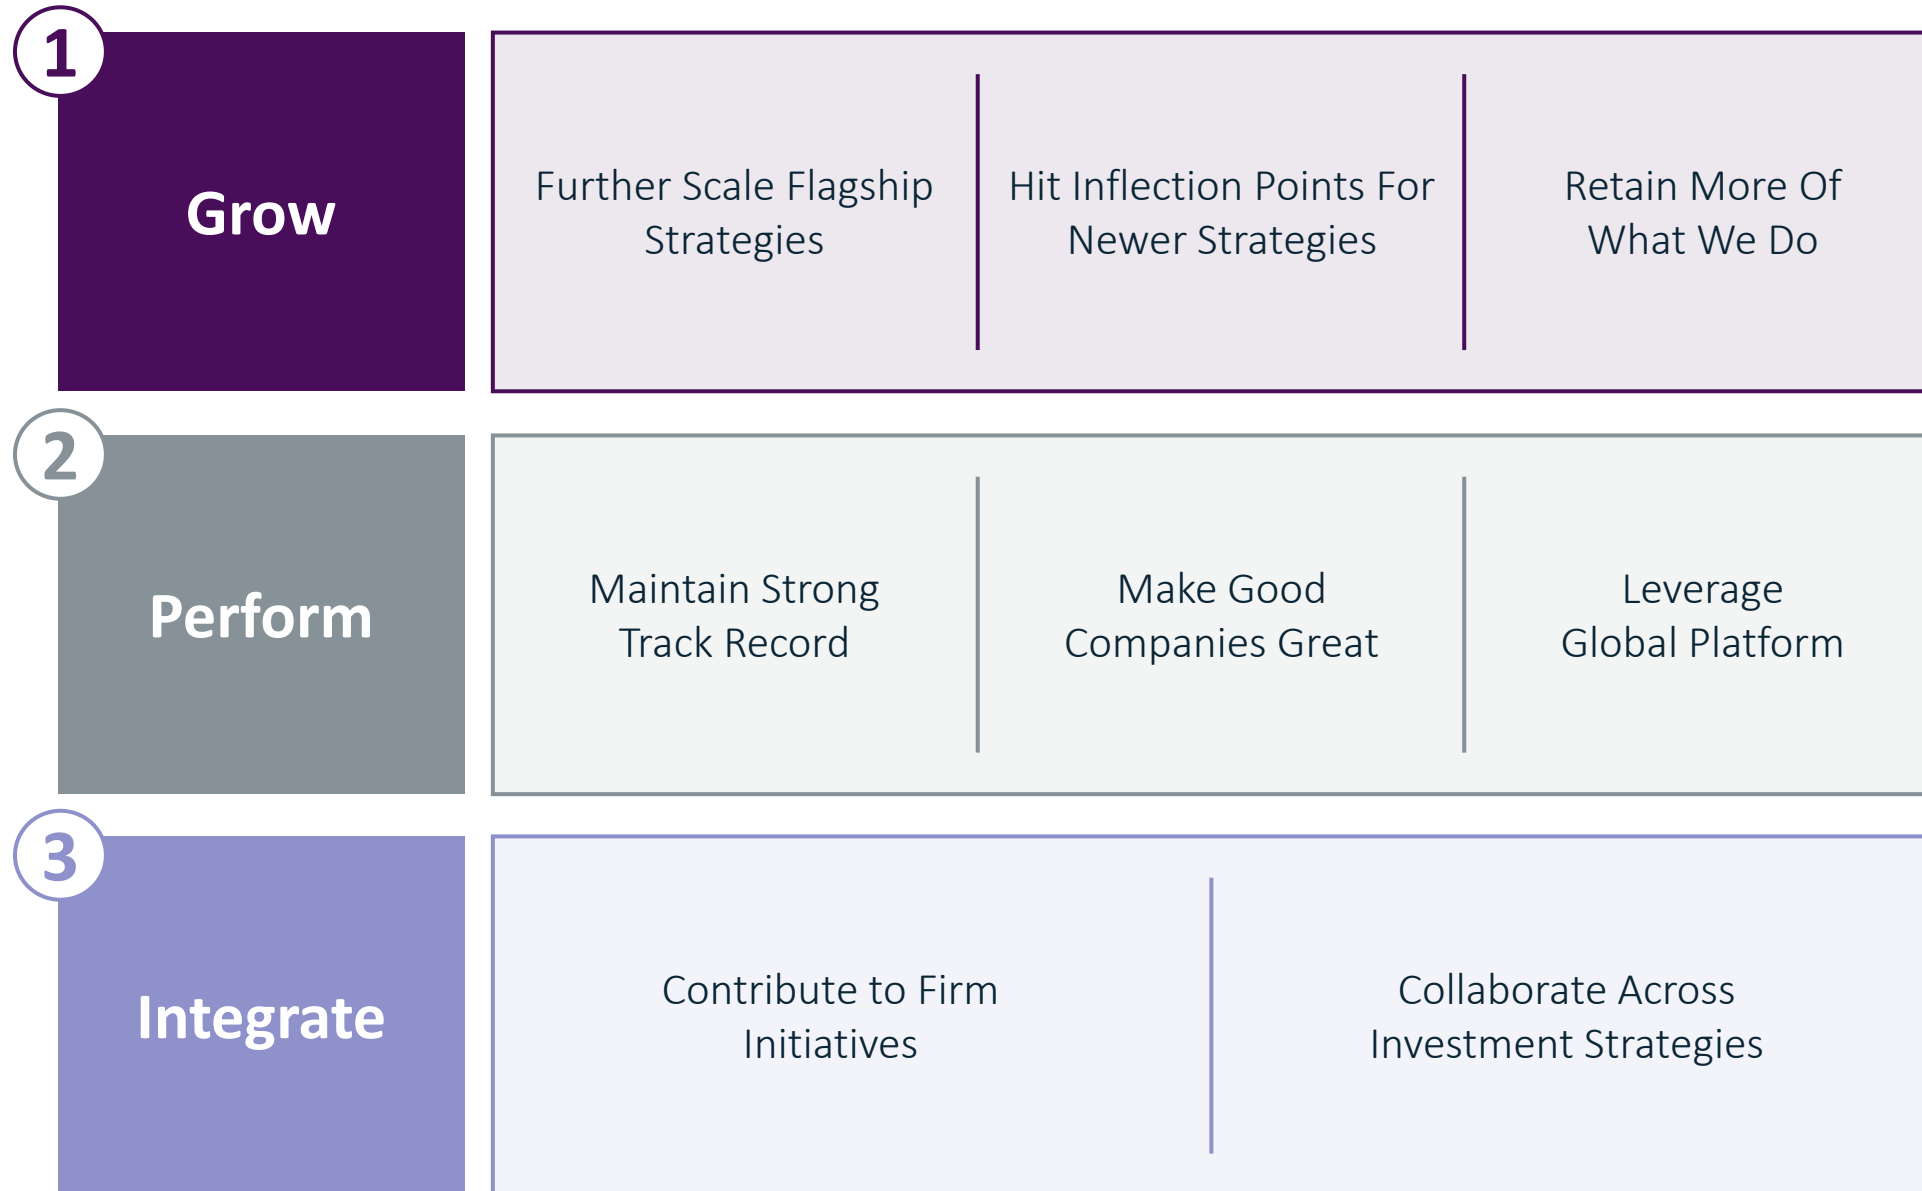 1
Grow
Further Scale Flagship
Strategies
Hit Inflection Points For
Newer Strategies
Retain More Of
What We Do
2
Perform
Maintain Strong
Track Record
Make Good
Companies Great
Leverage
Global Platform
3
Integrate
Contribute to Firm
Initiatives
Collaborate Across
Investment Strategies